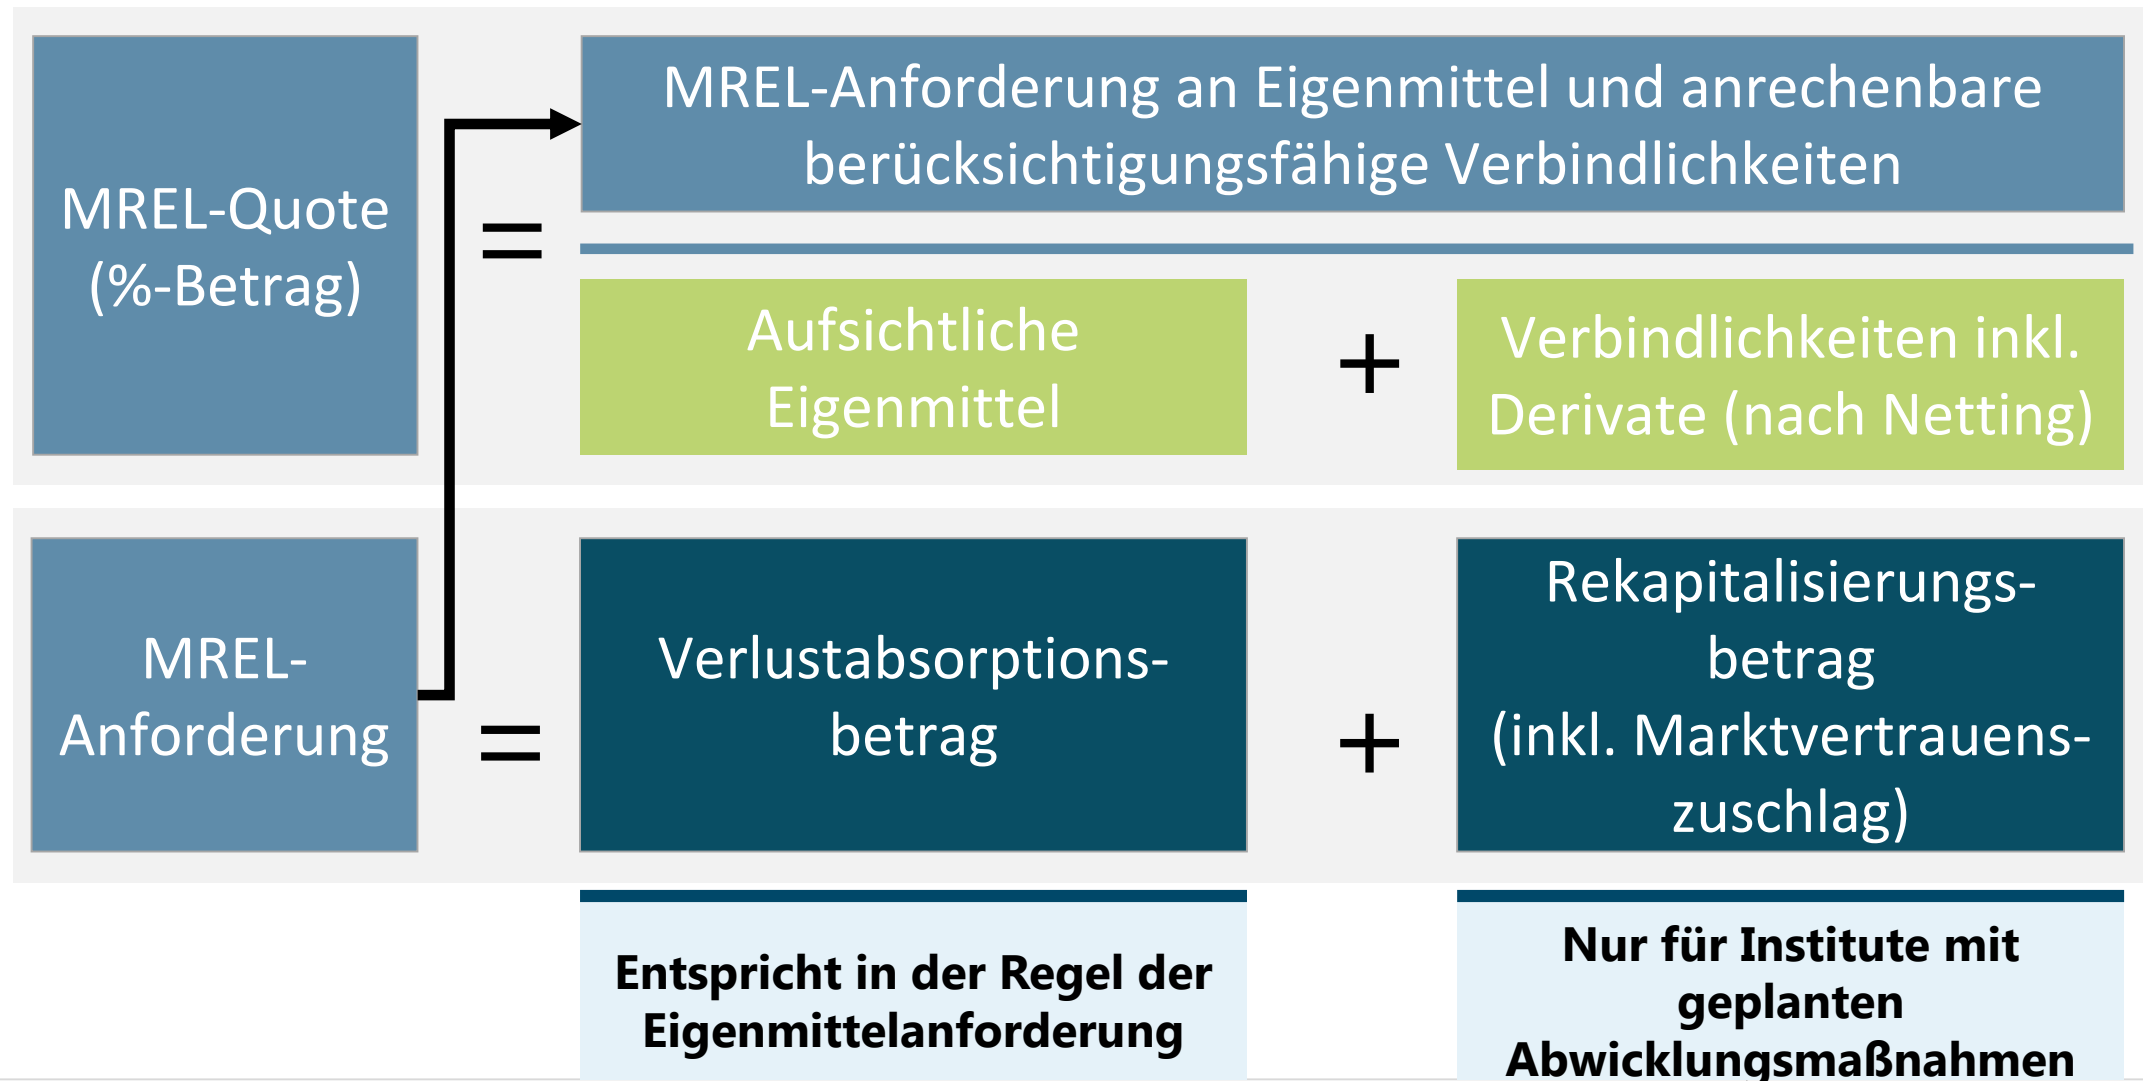 MREL-Quote
(%-Betrag)
=
MREL-Anforderung an Eigenmittel und anrechenbare
berücksichtigungsfähige Verbindlichkeiten
Aufsichtliche
Eigenmittel
+
Verbindlichkeiten inkl.
Derivate (nach Netting)
MREL-
Anforderung
=
Verlustabsorptions-
betrag
+
Rekapitalisierungs-
betrag
(inkl. Marktvertrauens-
zuschlag)
Entspricht in der Regel der
Eigenmittelanforderung
Nur für Institute mit
geplanten
Abwicklungsmaßnahmen